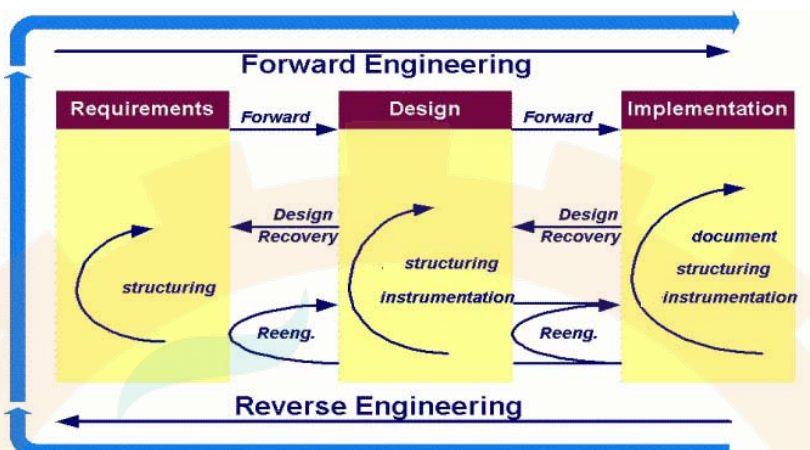 Forward Engineering
Requirements
Forward
Design
Forward
Implementation
Design
Recovery
Design
Recovery
structuring
structuring
instrumentation
document
structuring
instrumentation
Reeng.
Reeng.
Reverse Engineering